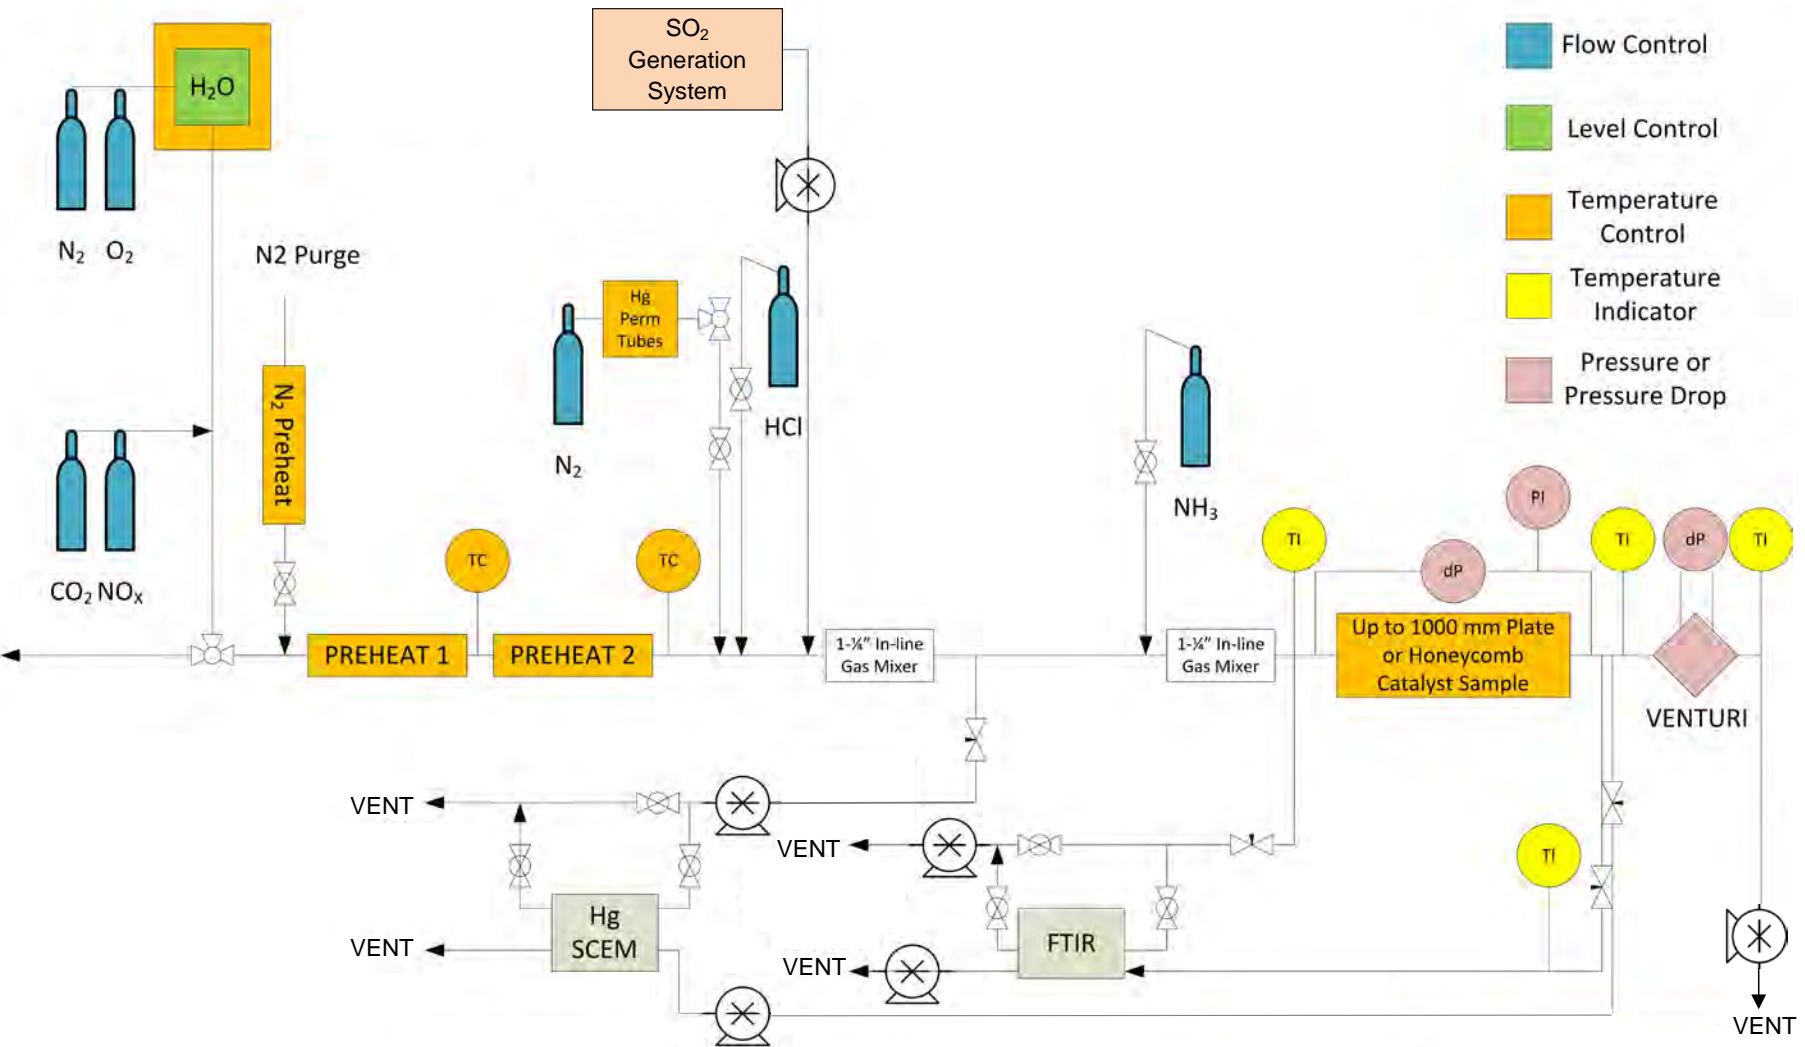 SO₂
Generation
System
Flow Control
H₂O
Level Control
Temperature
Control
N₂ O₂
N2 Purge
Temperature
Indicator
Hg
Perm
Tubes
Pressure or
Pressure Drop
N₂ Preheat
HCl
N₂
NH₃
PI
TI
TI
dP
TI
TC
TC
dP
CO₂ NOₓ
PREHEAT 1
PREHEAT 2
1-¼″ In-line
Gas Mixer
1-¼″ In-line
Gas Mixer
Up to 1000 mm Plate
or Honeycomb
Catalyst Sample
VENTURI
VENT
VENT
TI
Hg
SCEM
FTIR
VENT
VENT
VENT